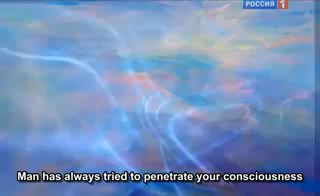 РОССИЯ 1
Man has always tried to penetrate your consciousness